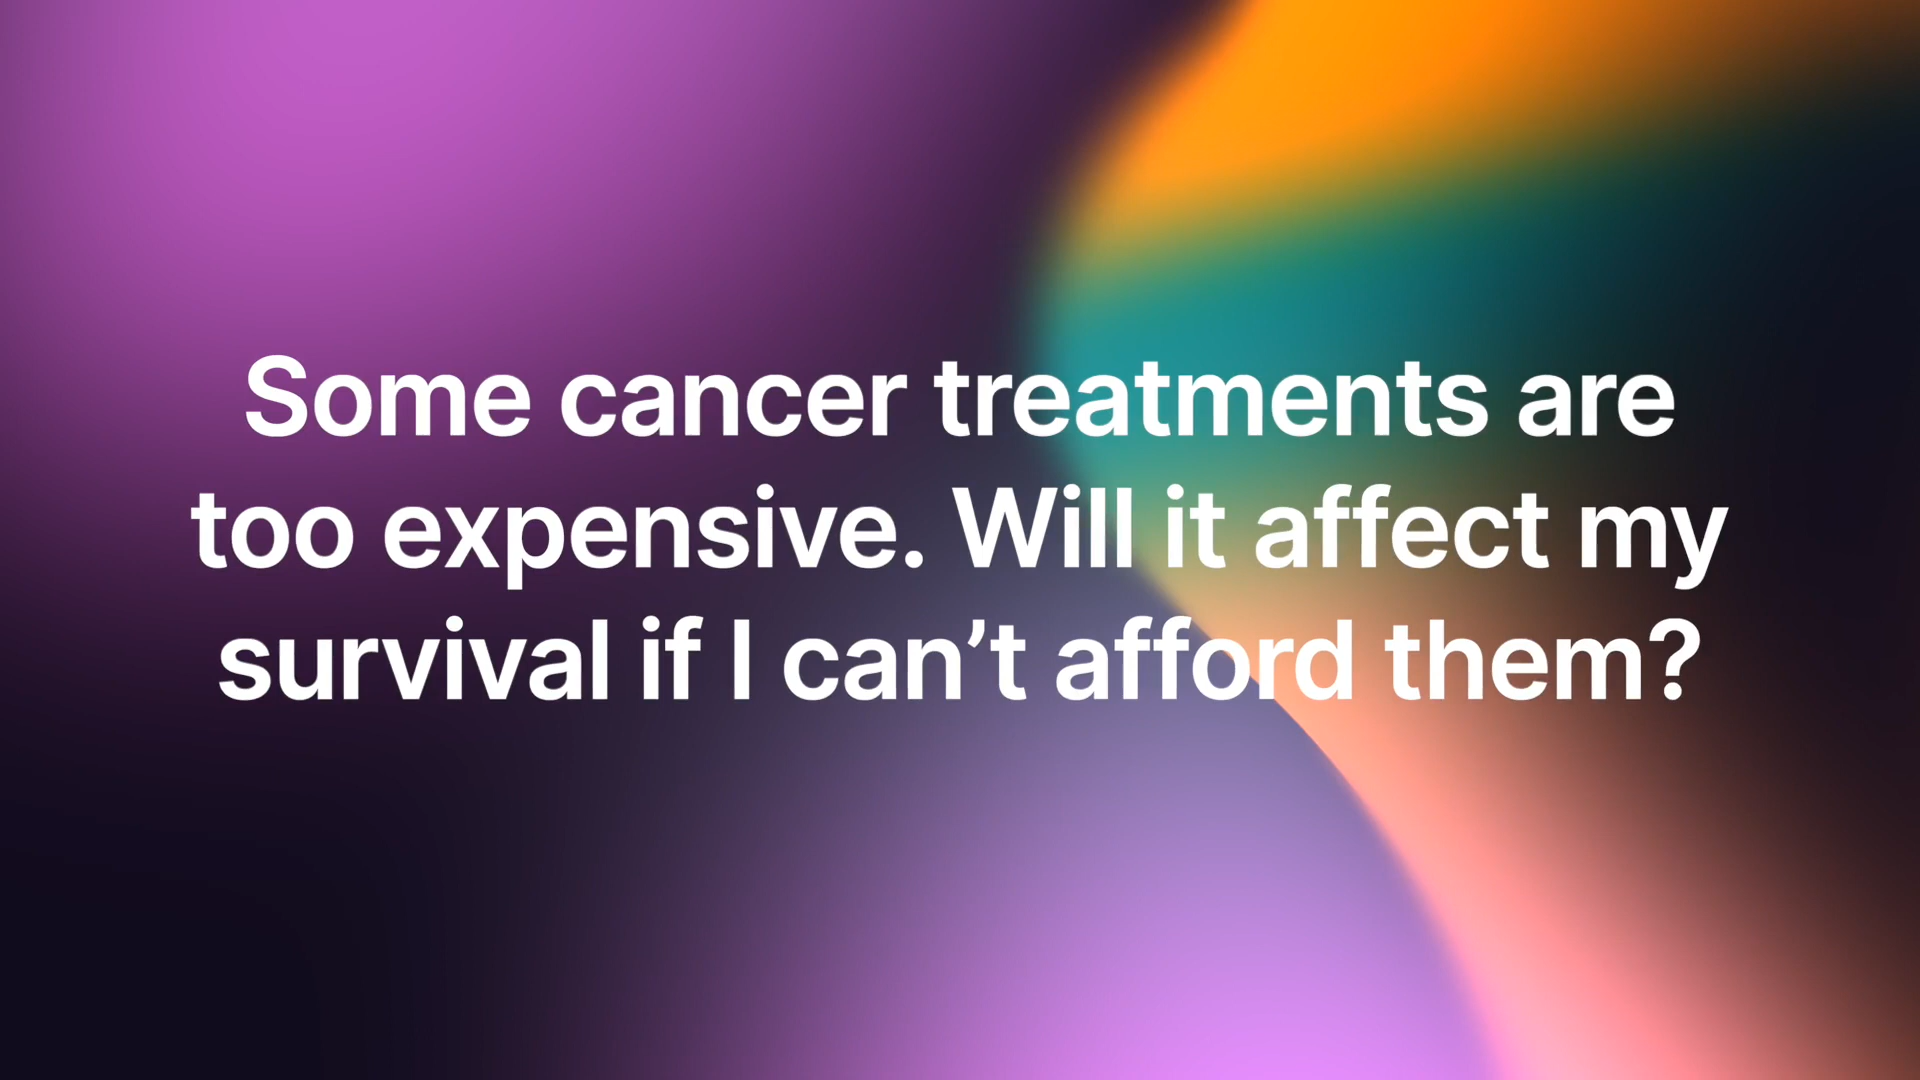 Some cancer treatments are
too expensive. Will it affect my
survival if I can’t afford them?